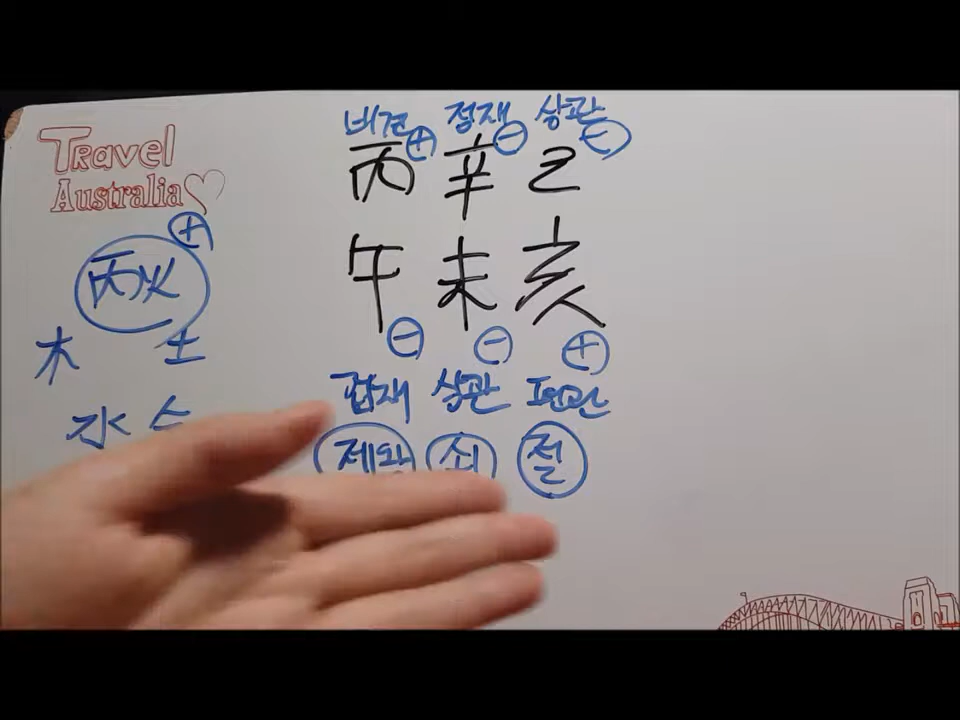 Travel
Australia
비견 정재 상관
+ - -
丙 辛 己
午 未 亥
- - +
겁재 상관 편관
제왕 쇠 절
+
丙火
木 土
水